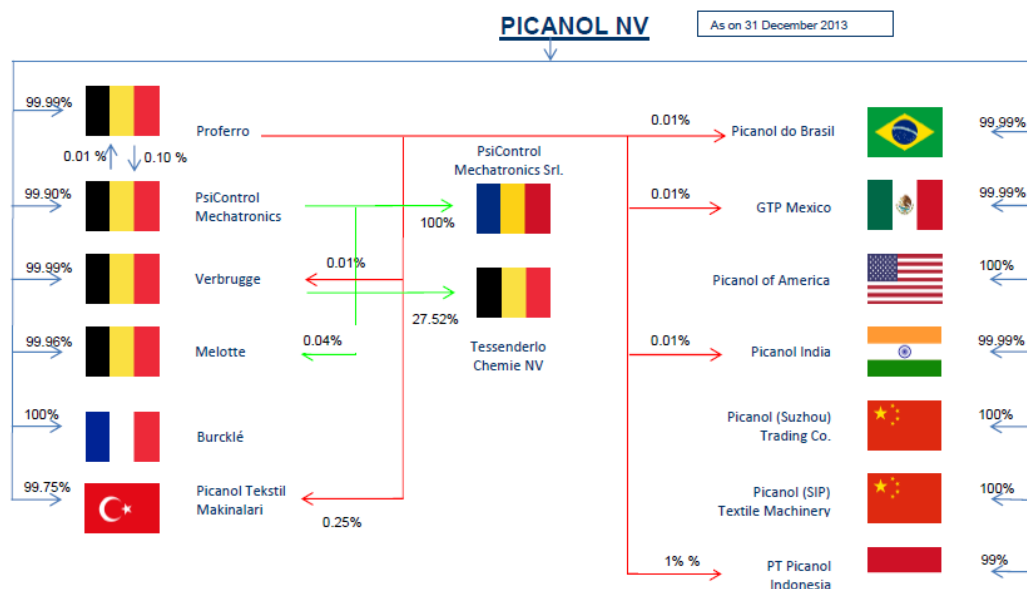 PICANOL NV
As on 31 December 2013
99.99%
Proferro
0.01 %
0.10 %
99.90%
PsiControl
Mechatronics
99.99%
Verbrugge
0.01%
99.96%
Melotte
0.04%
100%
Burcklé
99.75%
Picanol Tekstil
Makinalari
0.25%
PsiControl
Mechatronics Srl.
100%
27.52%
Tessenderlo
Chemie NV
0.01%
Picanol do Brasil
99.99%
0.01%
GTP Mexico
99.99%
Picanol of America
100%
0.01%
Picanol India
99.99%
Picanol (Suzhou)
Trading Co.
100%
Picanol (SIP)
Textile Machinery
100%
1% %
PT Picanol
Indonesia
99%